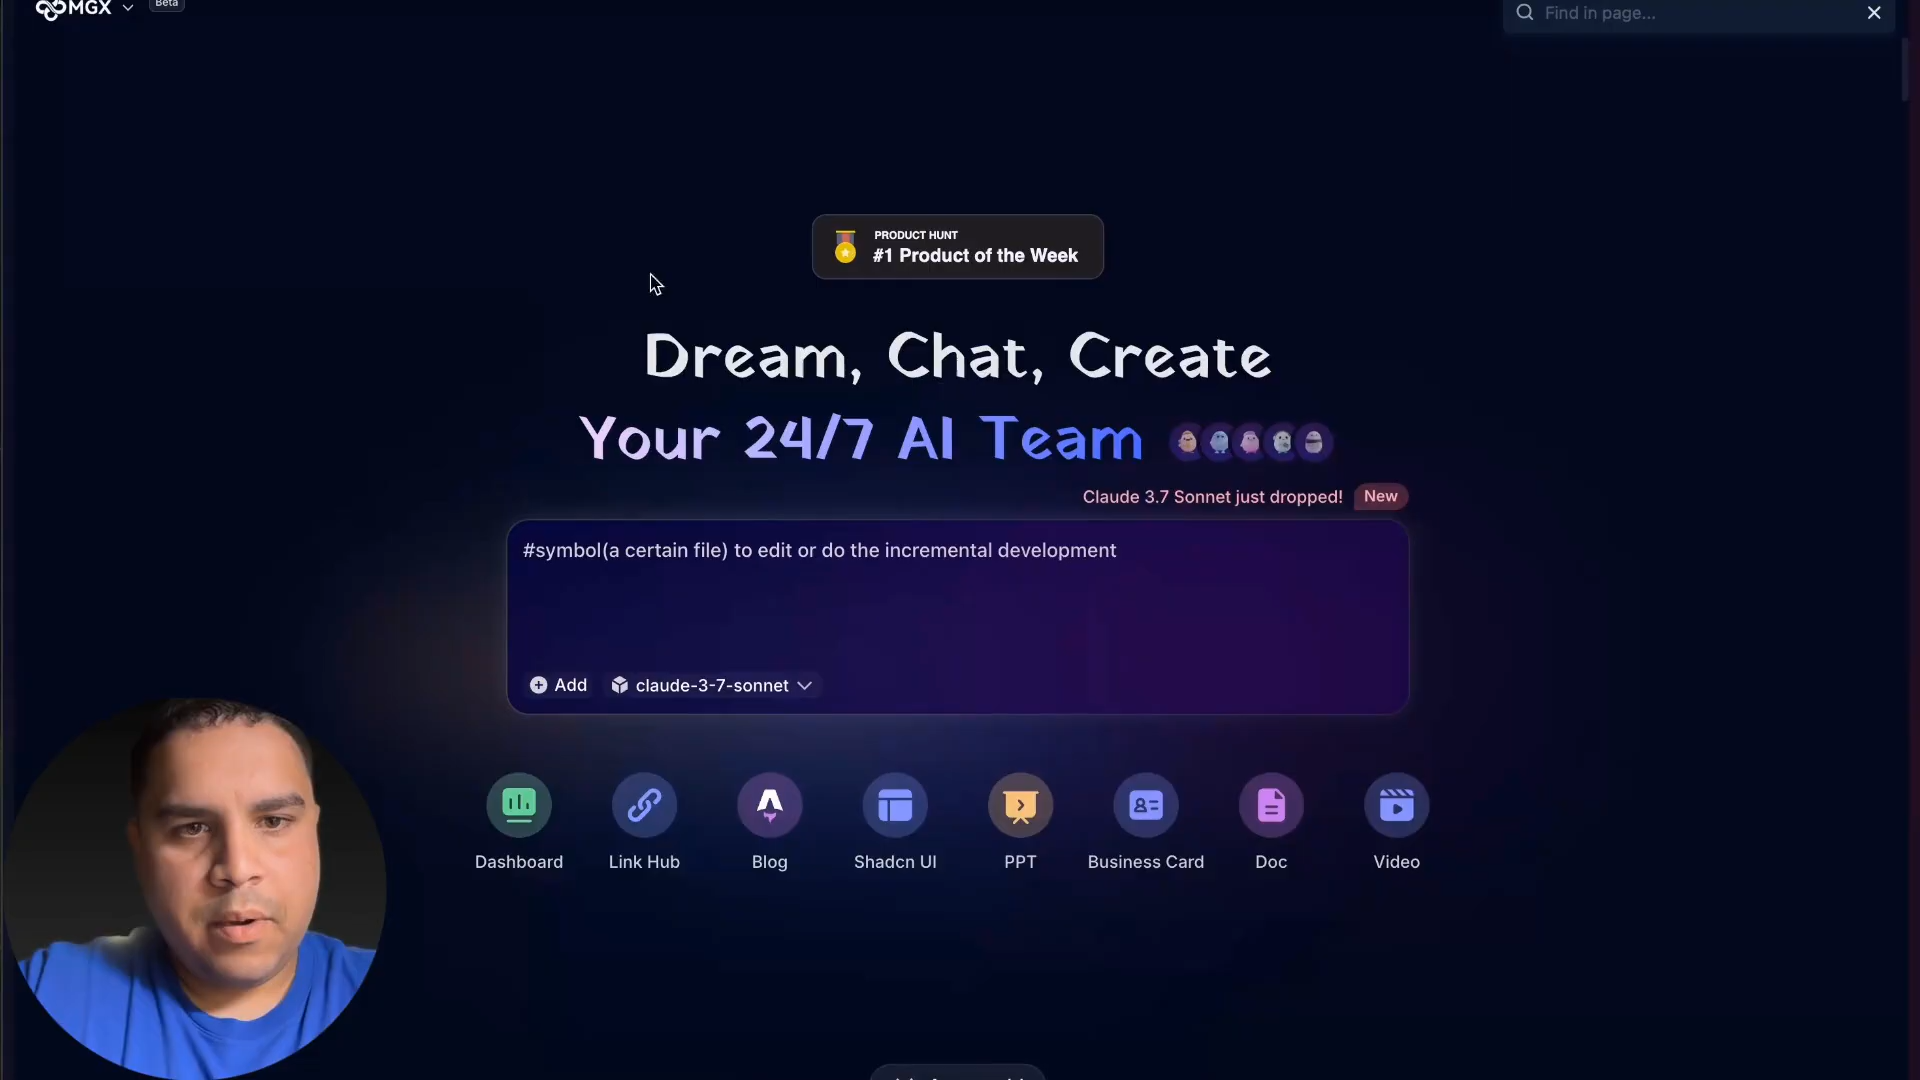 MGX
Beta
Find in page...
PRODUCT HUNT
#1 Product of the Week
Dream, Chat, Create
Your 24/7 AI Team
Claude 3.7 Sonnet just dropped!
New
#symbol(a certain file) to edit or do the incremental development
Add
claude-3-7-sonnet
Dashboard
Link Hub
Blog
Shadcn UI
PPT
Business Card
Doc
Video